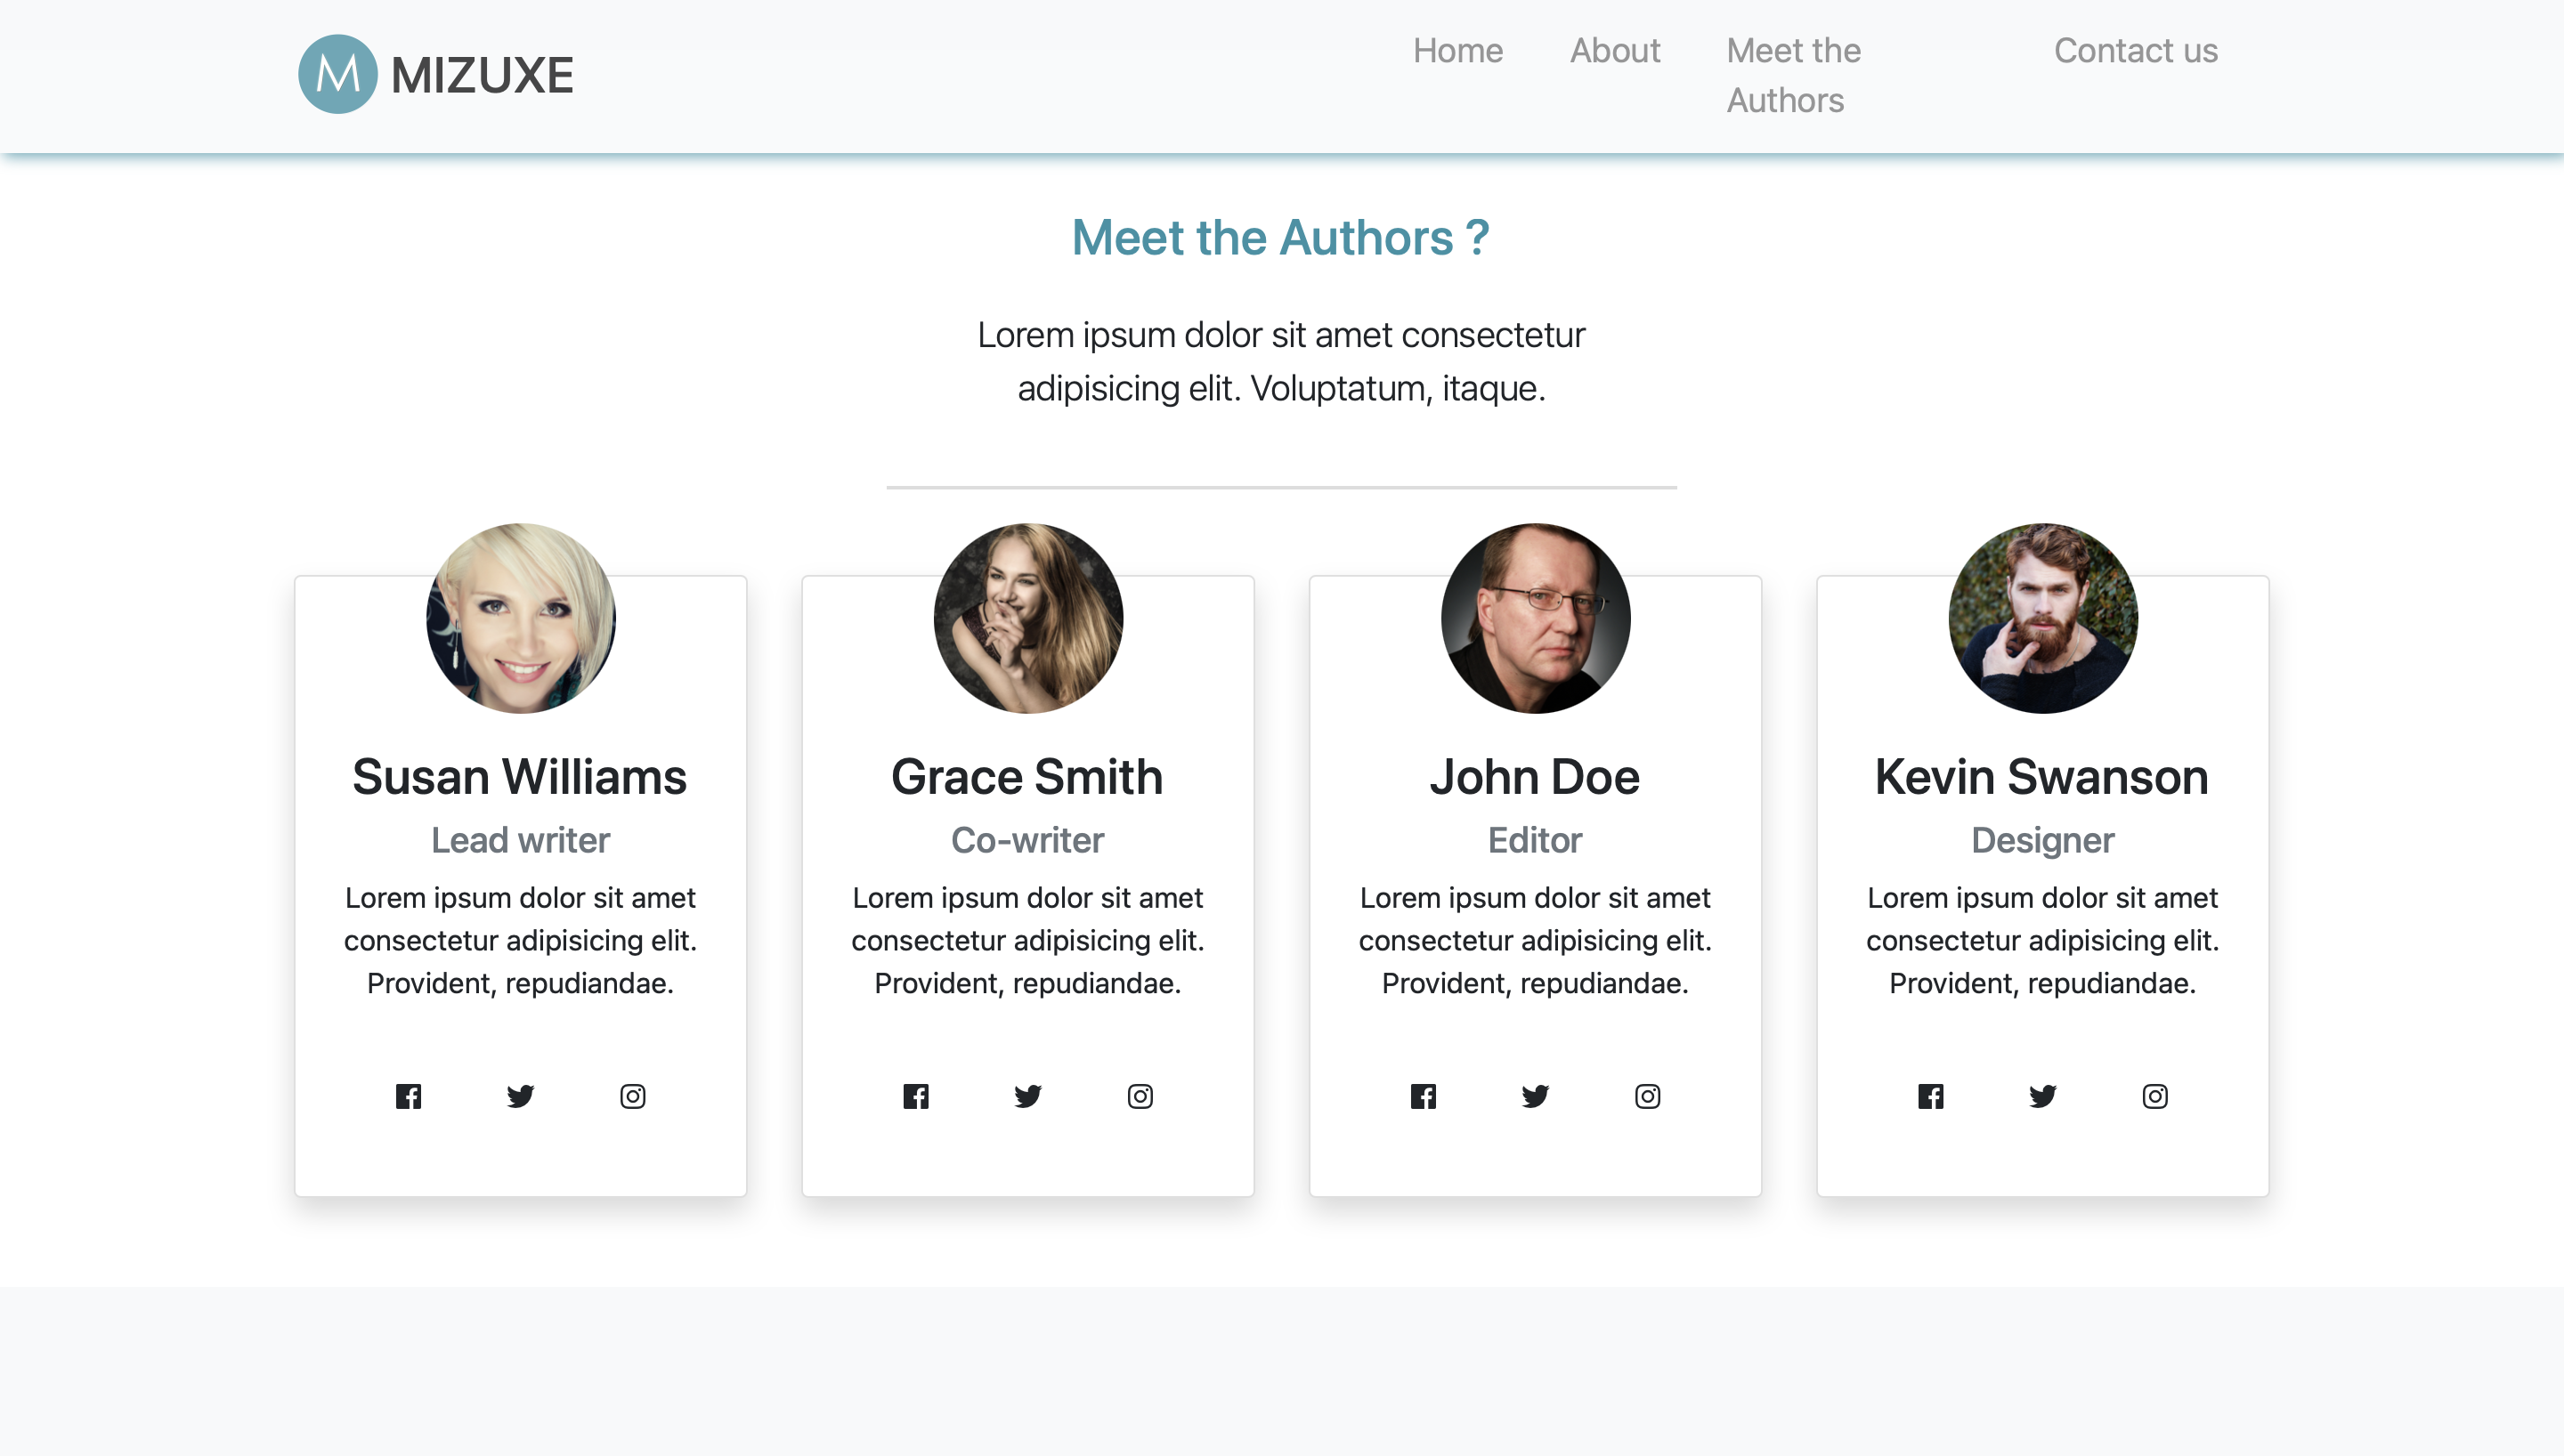 M MIZUXE
Home
About
Meet the
Authors
Contact us
Meet the Authors ?
Lorem ipsum dolor sit amet consectetur
adipisicing elit. Voluptatum, itaque.
Susan Williams
Lead writer
Lorem ipsum dolor sit amet
consectetur adipisicing elit.
Provident, repudiandae.
Grace Smith
Co-writer
Lorem ipsum dolor sit amet
consectetur adipisicing elit.
Provident, repudiandae.
John Doe
Editor
Lorem ipsum dolor sit amet
consectetur adipisicing elit.
Provident, repudiandae.
Kevin Swanson
Designer
Lorem ipsum dolor sit amet
consectetur adipisicing elit.
Provident, repudiandae.